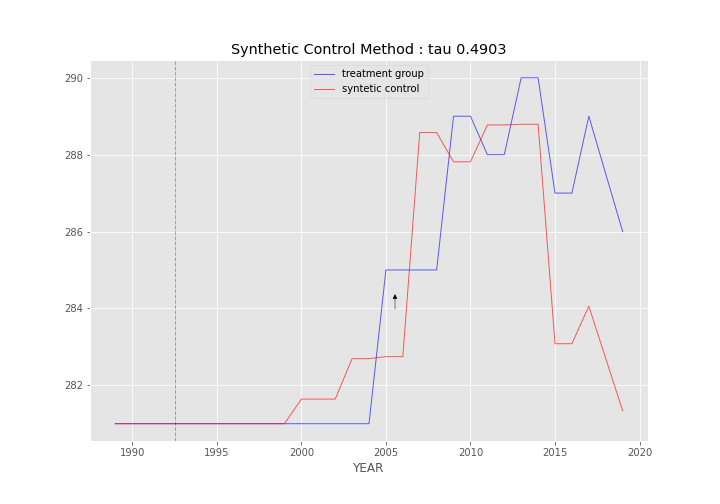 Synthetic Control Method : tau 0.4903
treatment group
syntetic control
290
288
286
284
282
1990 1995 2000 2005 2010 2015 2020
YEAR